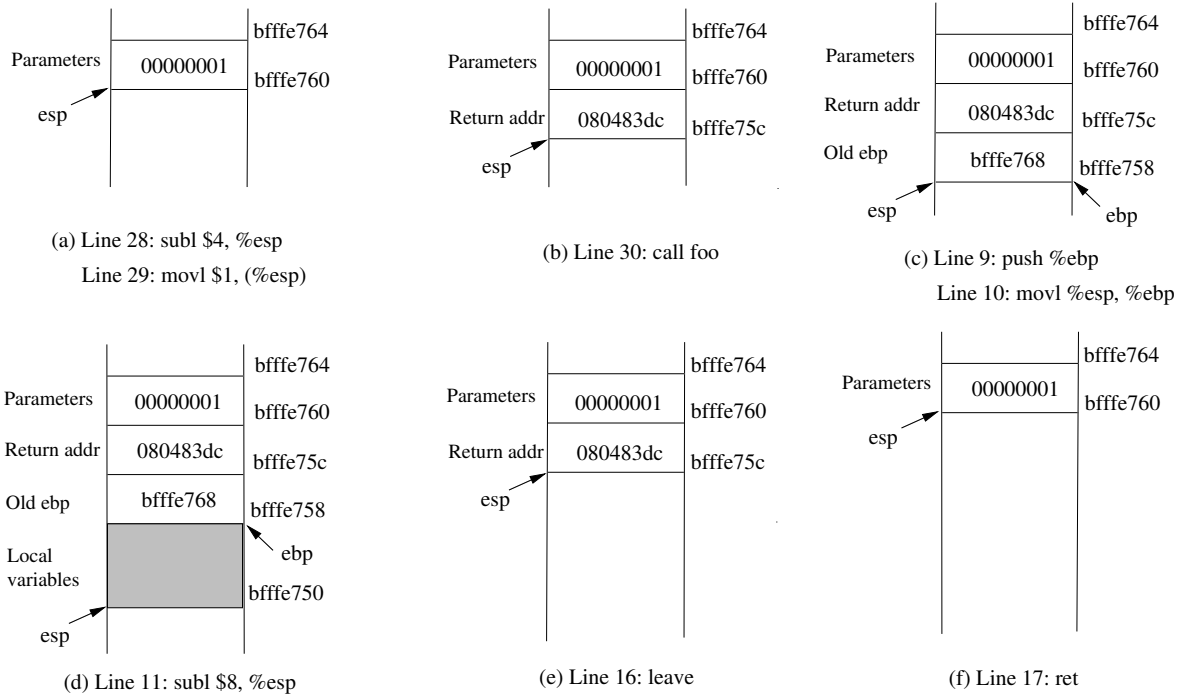 bfffe764
Parameters
00000001
bfffe760
esp
(a) Line 28: subl $4, %esp
Line 29: movl $1, (%esp)
bfffe764
Parameters
00000001
bfffe760
Return addr
080483dc
bfffe75c
esp
(b) Line 30: call foo
bfffe764
Parameters
00000001
bfffe760
Return addr
080483dc
bfffe75c
Old ebp
bfffe768
bfffe758
esp
ebp
(c) Line 9: push %ebp
Line 10: movl %esp, %ebp
bfffe764
Parameters
00000001
bfffe760
Return addr
080483dc
bfffe75c
Old ebp
bfffe768
bfffe758
ebp
Local
variables
bfffe750
esp
(d) Line 11: subl $8, %esp
bfffe764
Parameters
00000001
bfffe760
Return addr
080483dc
bfffe75c
esp
(e) Line 16: leave
bfffe764
Parameters
00000001
bfffe760
esp
(f) Line 17: ret